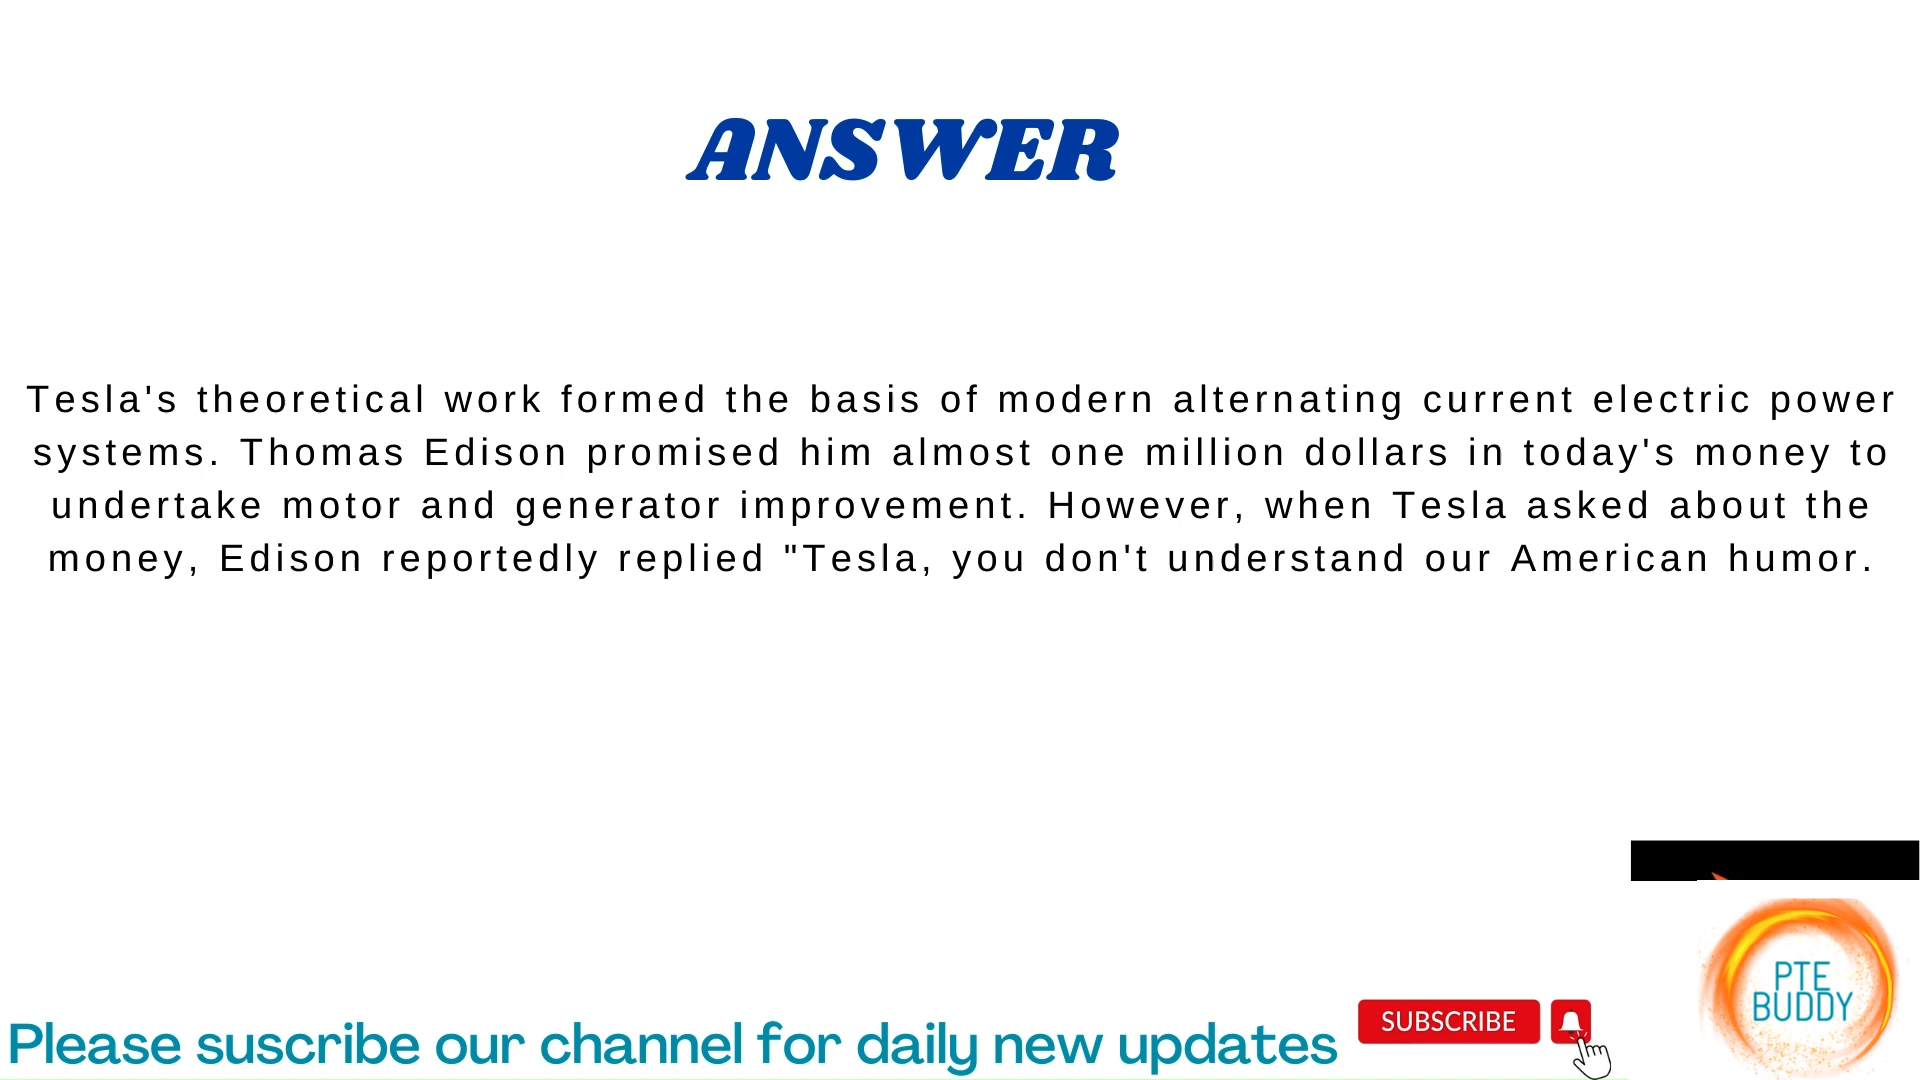 ANSWER
Tesla's theoretical work formed the basis of modern alternating current electric power
systems. Thomas Edison promised him almost one million dollars in today's money to
undertake motor and generator improvement. However, when Tesla asked about the
money, Edison reportedly replied "Tesla, you don't understand our American humor.
Please suscribe our channel for daily new updates
SUBSCRIBE
PTE
BUDDY